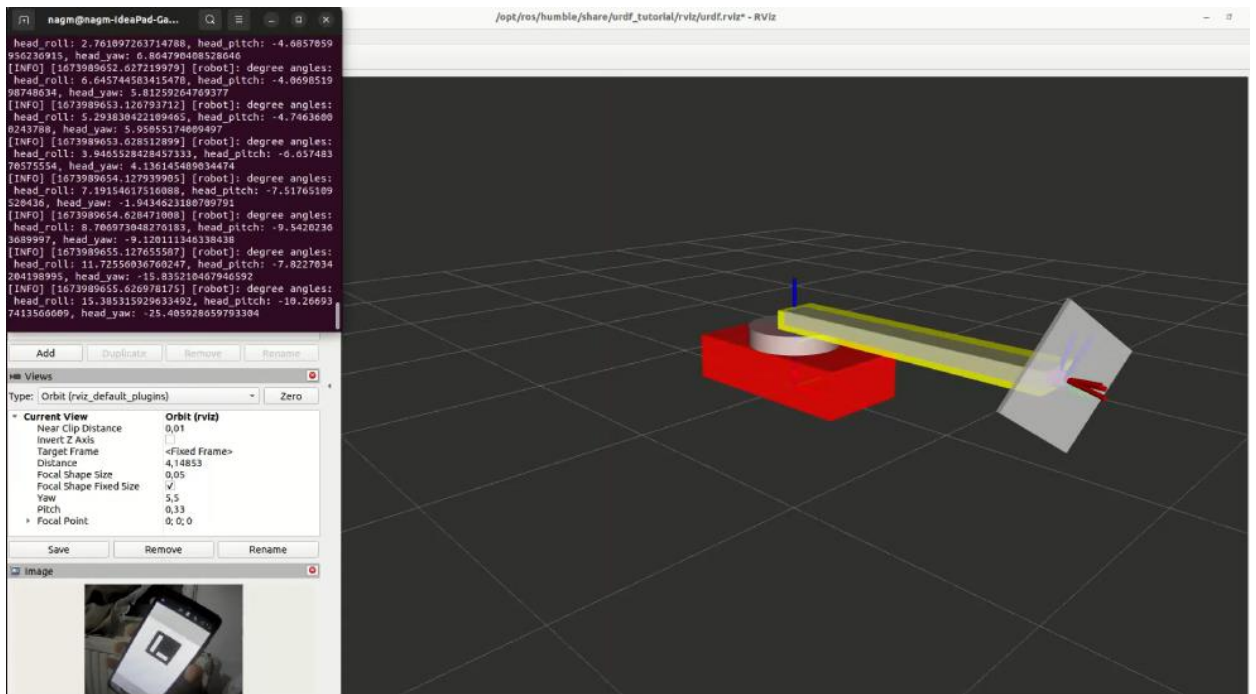 nagm@nagm-IdeaPad-Ga...
/opt/ros/humble/share/urdf_tutorial/rviz/urdf.rviz* - RViz
head_roll: 2.761097263714788, head_pitch: -4.6857059
956236915, head_yaw: 6.864790408528646
[INFO] [1673989652.627219979] [robot]: degree angles:
head_roll: 6.645744583415478, head_pitch: -4.0698519
98748634, head_yaw: 5.81259264769377
[INFO] [1673989653.126793712] [robot]: degree angles:
head_roll: 5.293830422109465, head_pitch: -4.7463600
0243788, head_yaw: 5.95055174009497
[INFO] [1673989653.628512899] [robot]: degree angles:
head_roll: 3.9465528428457333, head_pitch: -6.657483
70575554, head_yaw: 4.136145489034474
[INFO] [1673989654.127939905] [robot]: degree angles:
head_roll: 7.19154617516088, head_pitch: -7.51765109
520436, head_yaw: -1.9434623180709791
[INFO] [1673989654.628471008] [robot]: degree angles:
head_roll: 8.706973048276183, head_pitch: -9.5420236
3689997, head_yaw: -9.120111346338438
[INFO] [1673989655.127655587] [robot]: degree angles:
head_roll: 11.72556036760247, head_pitch: -7.8227034
204198995, head_yaw: -15.835210467946592
[INFO] [1673989655.626978175] [robot]: degree angles:
head_roll: 15.385315929633492, head_pitch: -10.26693
7413566609, head_yaw: -25.405928659793304
Add Duplicate Remove Rename
Views
Type: Orbit (rviz_default_plugins) Zero
Current View Orbit (rviz)
Near Clip Distance 0,01
Invert Z Axis
Target Frame <Fixed Frame>
Distance 4,14853
Focal Shape Size 0,05
Focal Shape Fixed Size ✓
Yaw 5,5
Pitch 0,33
Focal Point 0; 0; 0
Save Remove Rename
Image